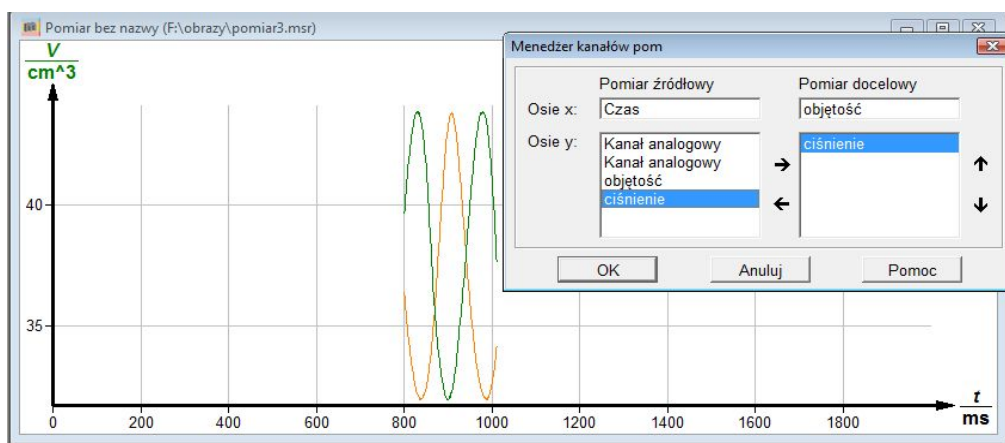 Pomiar bez nazwy (F:\obrazy\pomiar3.msr)
V
cm^3
40
35
0 200 400 600 800 1000 1200 1400 1600 1800
t
ms
Menedżer kanałów pom
Pomiar źródłowy Pomiar docelowy
Osie x: Czas objętość
Osie y: Kanał analogowy ciśnienie
Kanał analogowy
objętość
ciśnienie
OK Anuluj Pomoc